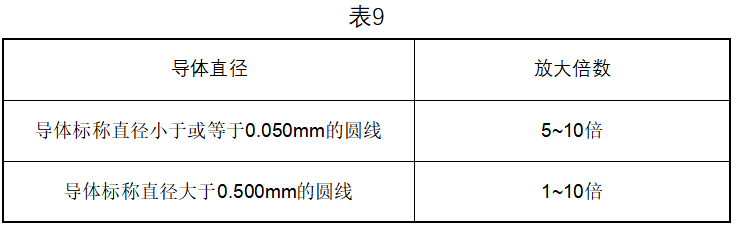 表9
导体直径 放大倍数
导体标称直径小于或等于0.050mm的圆线 5~10倍
导体标称直径大于0.500mm的圆线 1~10倍